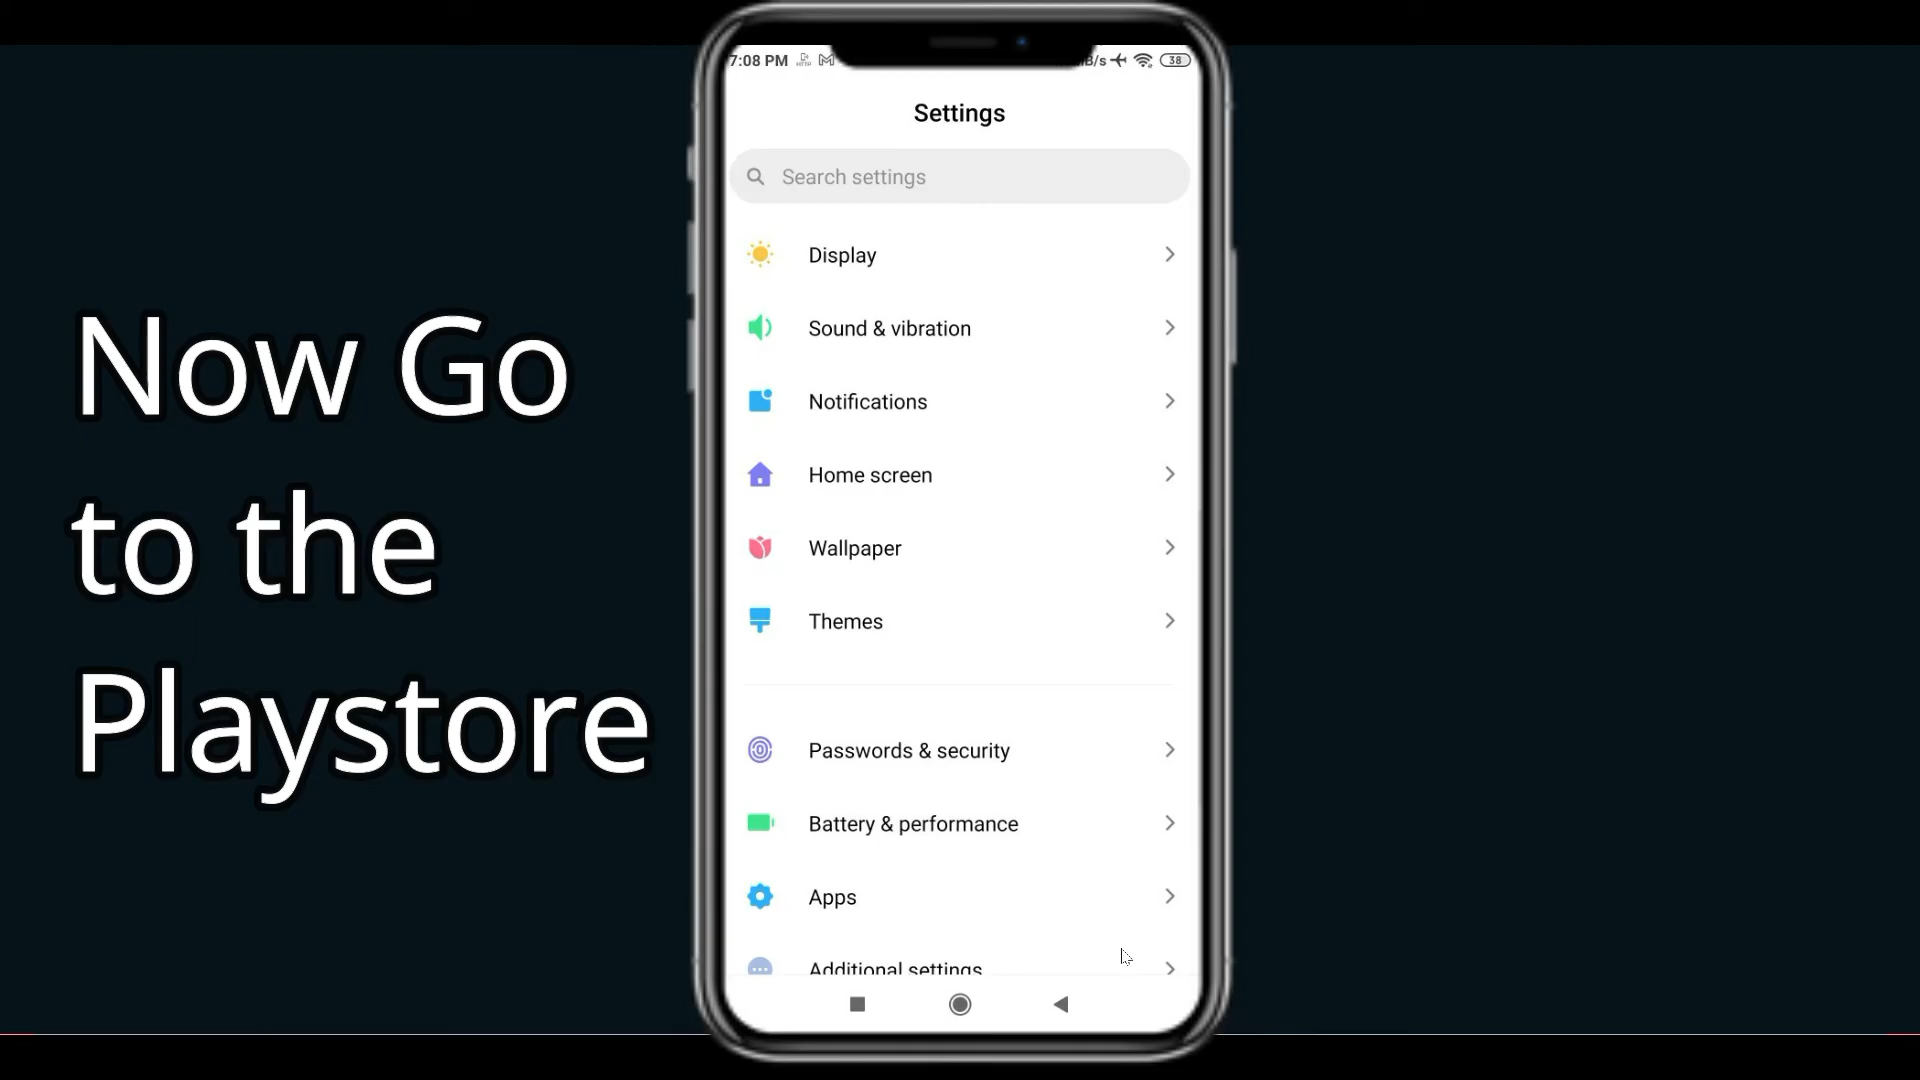 Now Go
to the
Playstore
7:08 PM
B/s
38
Settings
Search settings
Display
Sound & vibration
Notifications
Home screen
Wallpaper
Themes
Passwords & security
Battery & performance
Apps
Additional settings